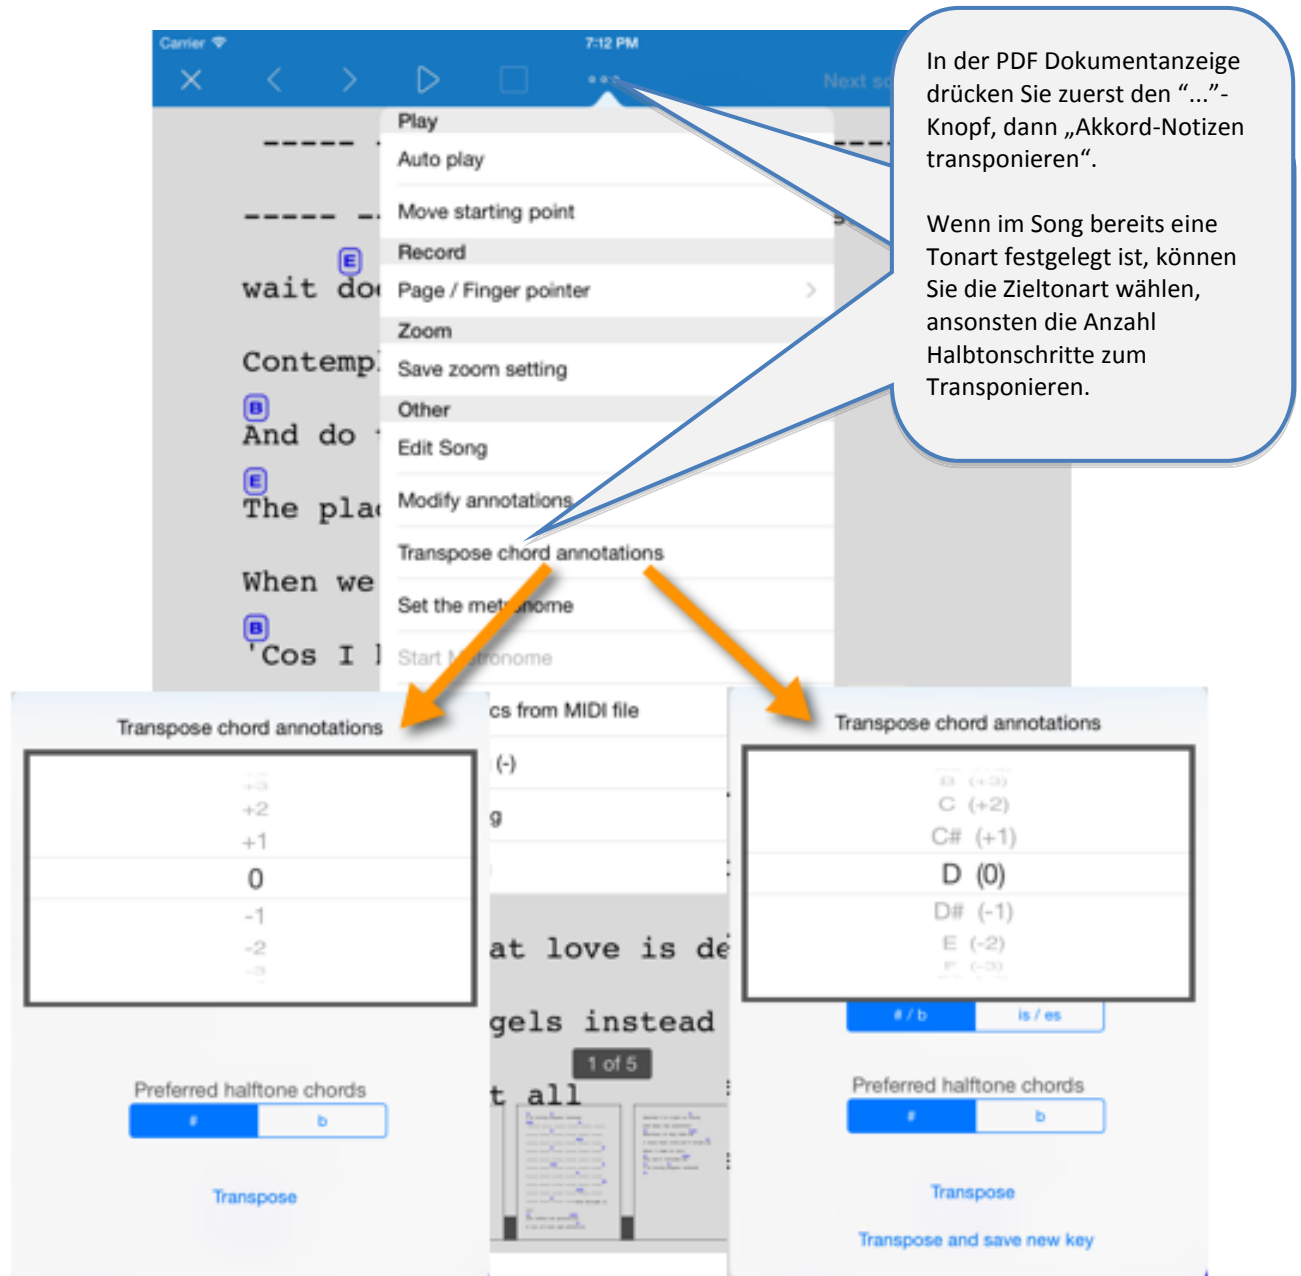 Carrier
7:12 PM
Next s
In der PDF Dokumentanzeige
drücken Sie zuerst den “...”-
Knopf, dann „Akkord-Notizen
transponieren“.
Wenn im Song bereits eine
Tonart festgelegt ist, können
Sie die Zieltonart wählen,
ansonsten die Anzahl
Halbtonschritte zum
Transponieren.
Play
Auto play
Move starting point
Record
Page / Finger pointer
Zoom
Save zoom setting
Other
Edit Song
Modify annotations
Transpose chord annotations
Set the metronome
Start Metronome
cs from MIDI file
(-)
g
E
wait do
Contemp
B
And do
E
The pla
When we
B
'Cos I
Transpose chord annotations
+3
+2
+1
0
-1
-2
-3
Preferred halftone chords
# b
Transpose
at love is de
gels instead
1 of 5
t all
Transpose chord annotations
B (+3)
C (+2)
C# (+1)
D (0)
D# (-1)
E (-2)
F (-3)
# / b is / es
Preferred halftone chords
# b
Transpose
Transpose and save new key